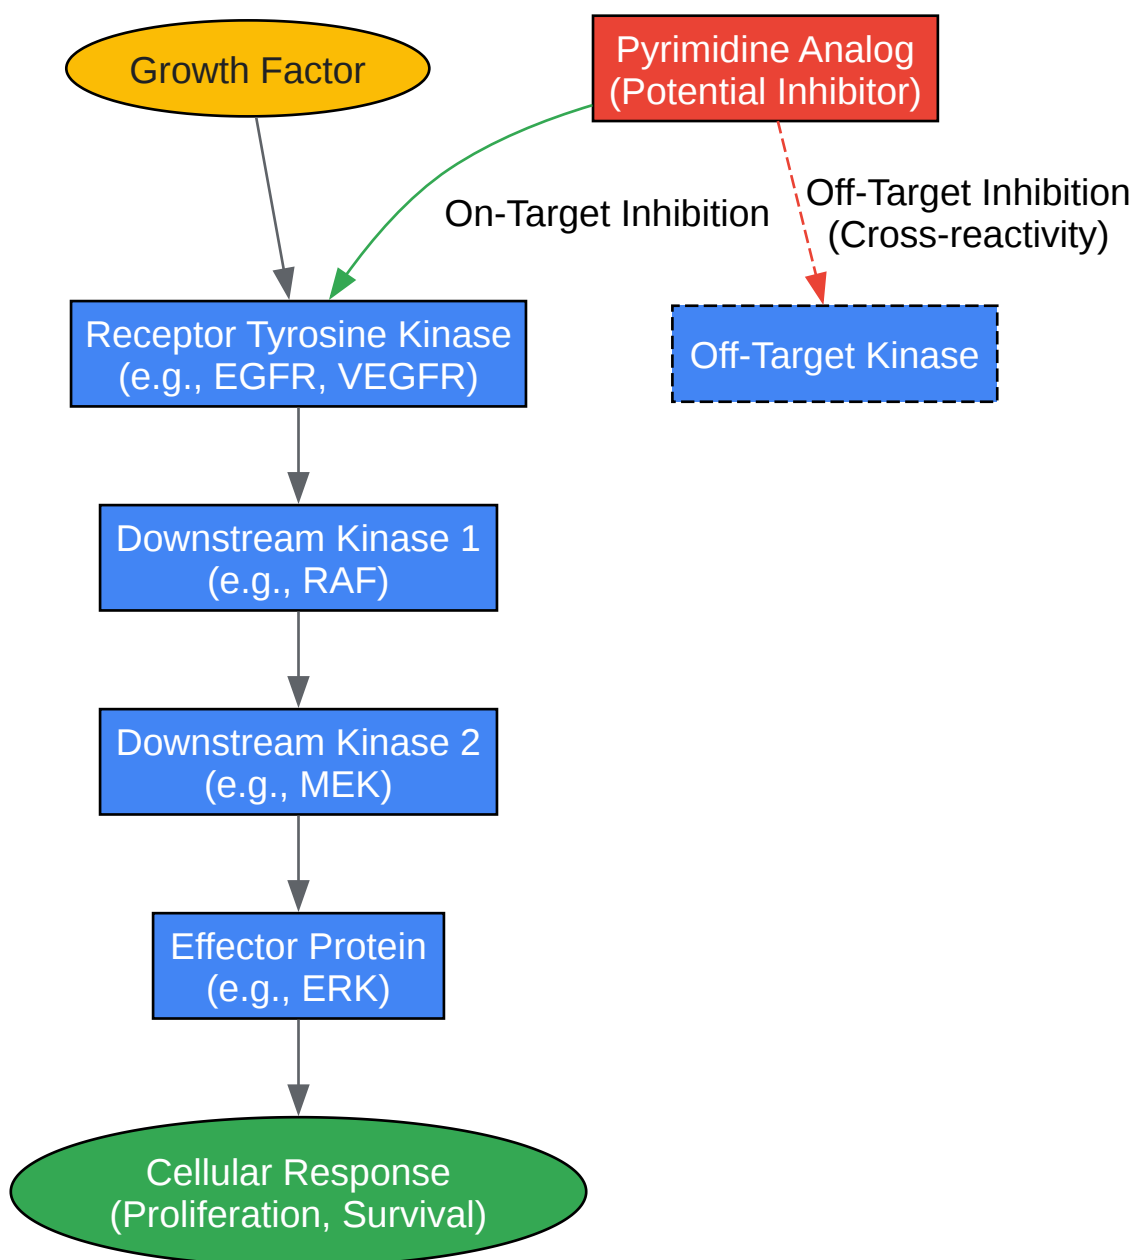 Growth Factor
Pyrimidine Analog
(Potential Inhibitor)
On-Target Inhibition
Off-Target Inhibition
(Cross-reactivity)
Receptor Tyrosine Kinase
(e.g., EGFR, VEGFR)
Off-Target Kinase
Downstream Kinase 1
(e.g., RAF)
Downstream Kinase 2
(e.g., MEK)
Effector Protein
(e.g., ERK)
Cellular Response
(Proliferation, Survival)